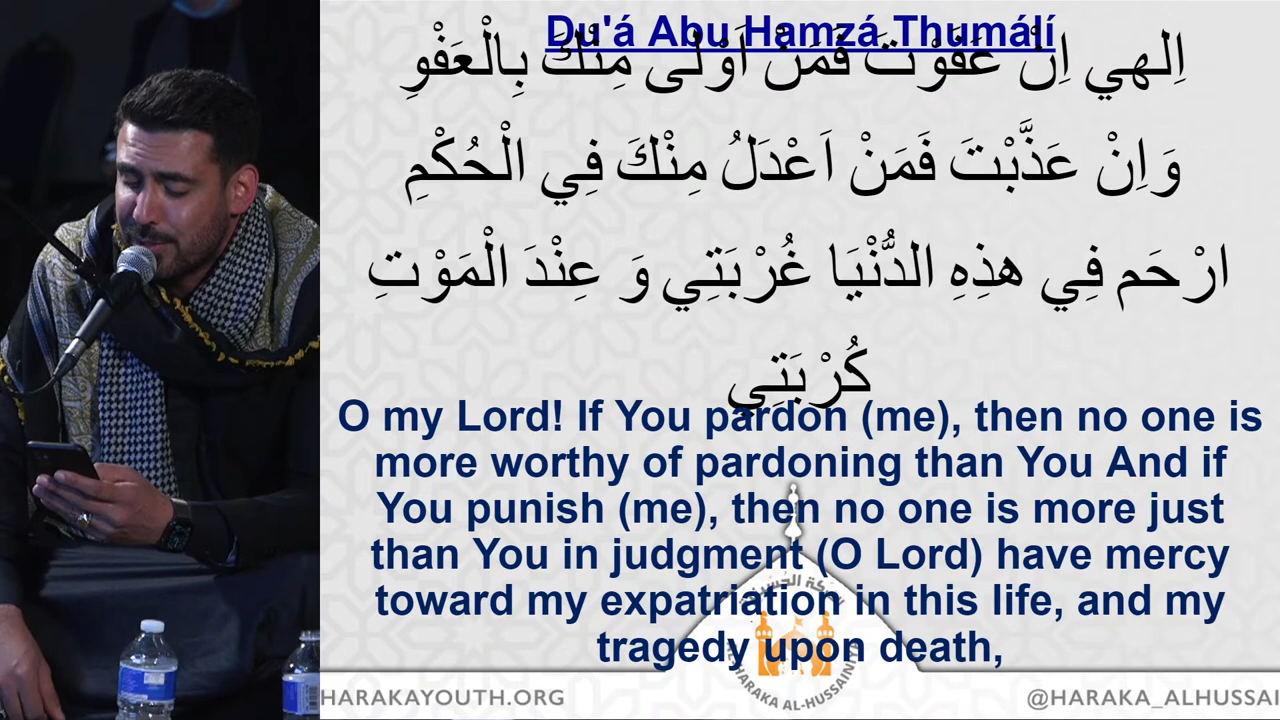 Du'á Abu Hamzá Thumálí
اِلهي اِنْ عَفَوْتَ فَمَنْ اَوْلى مِنْكَ بِالْعَفْوِ
وَاِنْ عَذَّبْتَ فَمَنْ اَعْدَلُ مِنْكَ فِي الْحُكْمِ
ارْحَم فِي هذِهِ الدُّنْيَا غُرْبَتِي وَ عِنْدَ الْمَوْتِ
كُرْبَتِي
O my Lord! If You pardon (me), then no one is
more worthy of pardoning than You And if
You punish (me), then no one is more just
than You in judgment (O Lord) have mercy
toward my expatriation in this life, and my
tragedy upon death,
HARAKA AL-HUSSAINIYA
HARAKAYOUTH.ORG
@HARAKA_ALHUSSAI